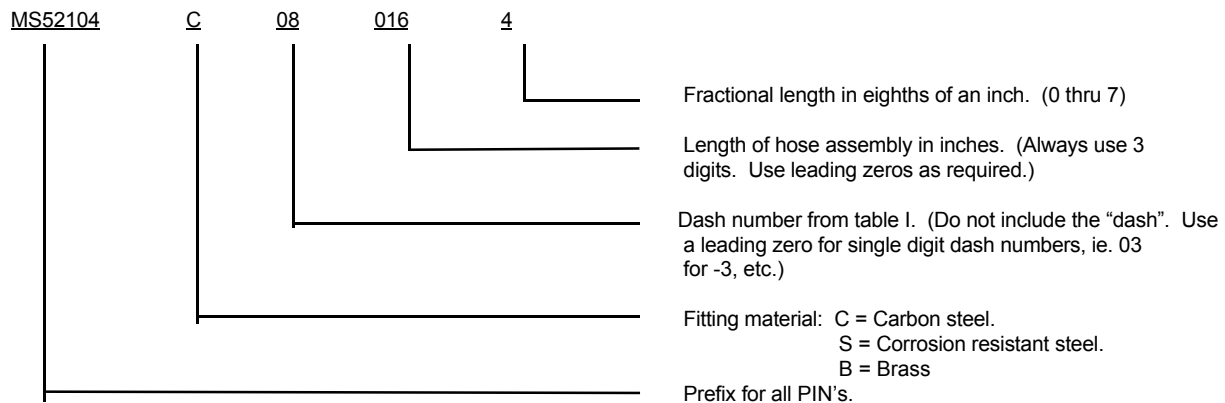 MS52104 C 08 016 4
Fractional length in eighths of an inch. (0 thru 7)
Length of hose assembly in inches. (Always use 3
digits. Use leading zeros as required.)
Dash number from table I. (Do not include the “dash”. Use
a leading zero for single digit dash numbers, ie. 03
for -3, etc.)
Fitting material: C = Carbon steel.
S = Corrosion resistant steel.
B = Brass
Prefix for all PIN's.